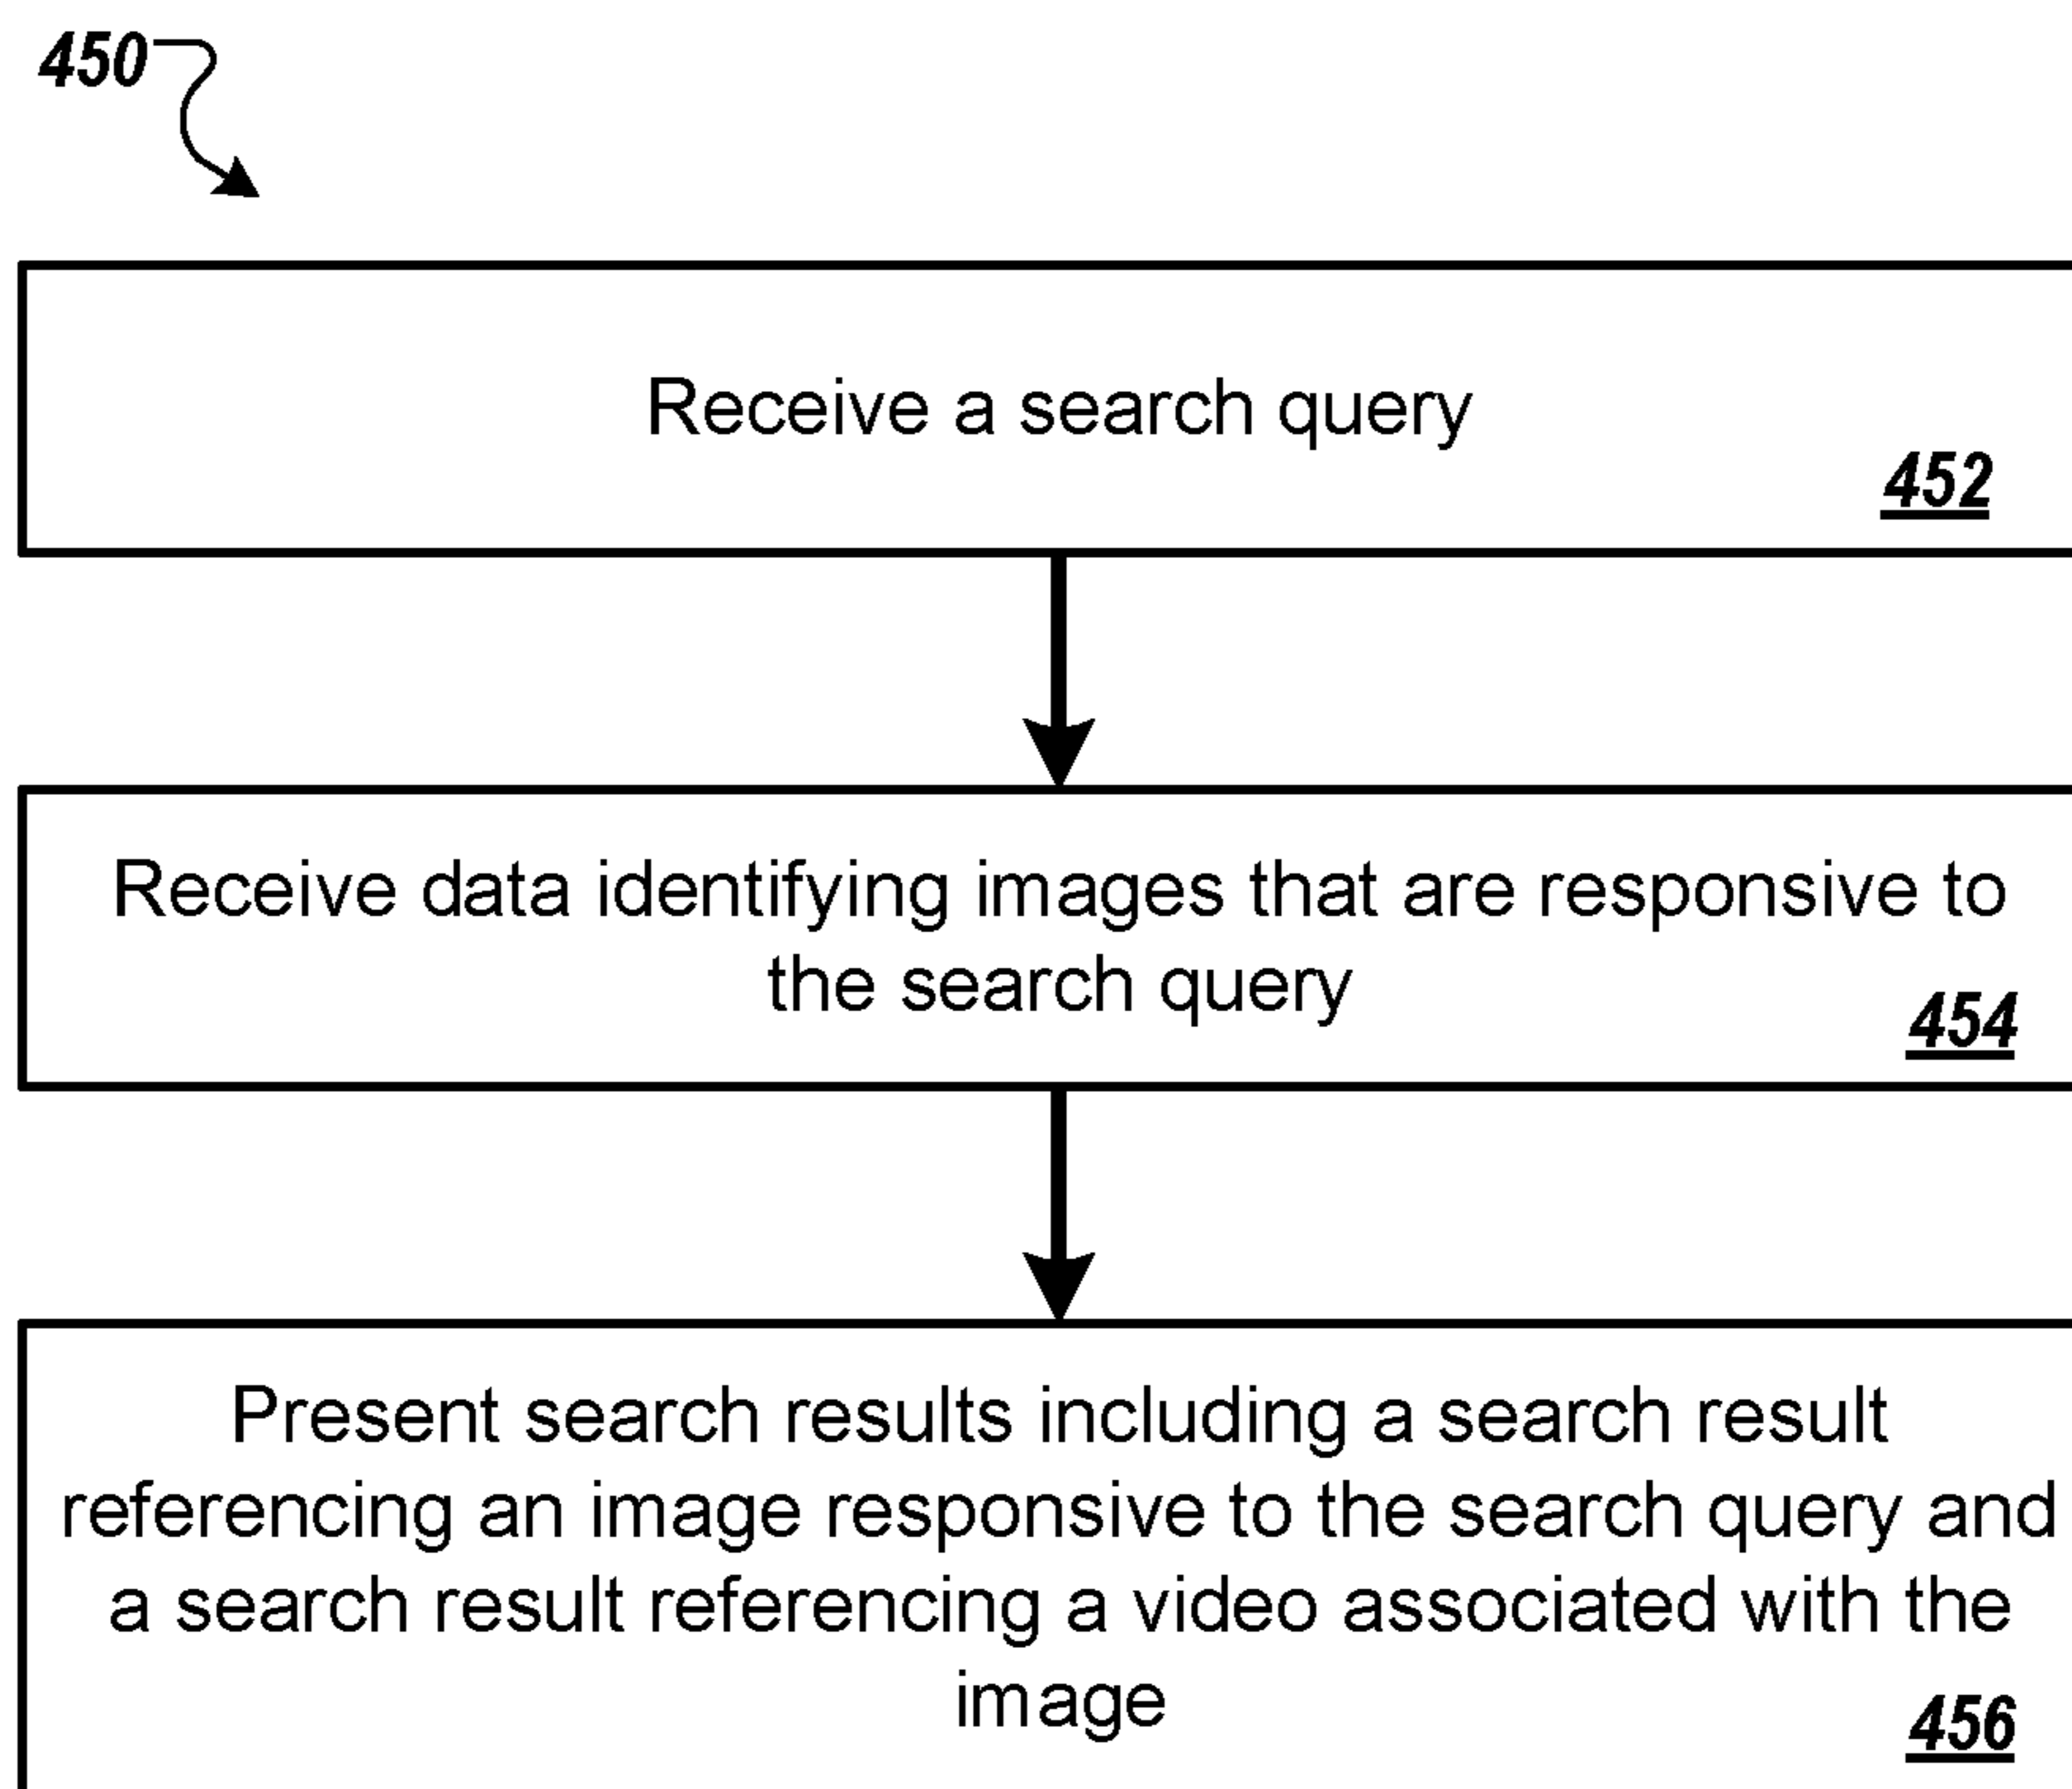 450
Receive a search query
452
Receive data identifying images that are responsive to
the search query
454
Present search results including a search result
referencing an image responsive to the search query and
a search result referencing a video associated with the
image
456